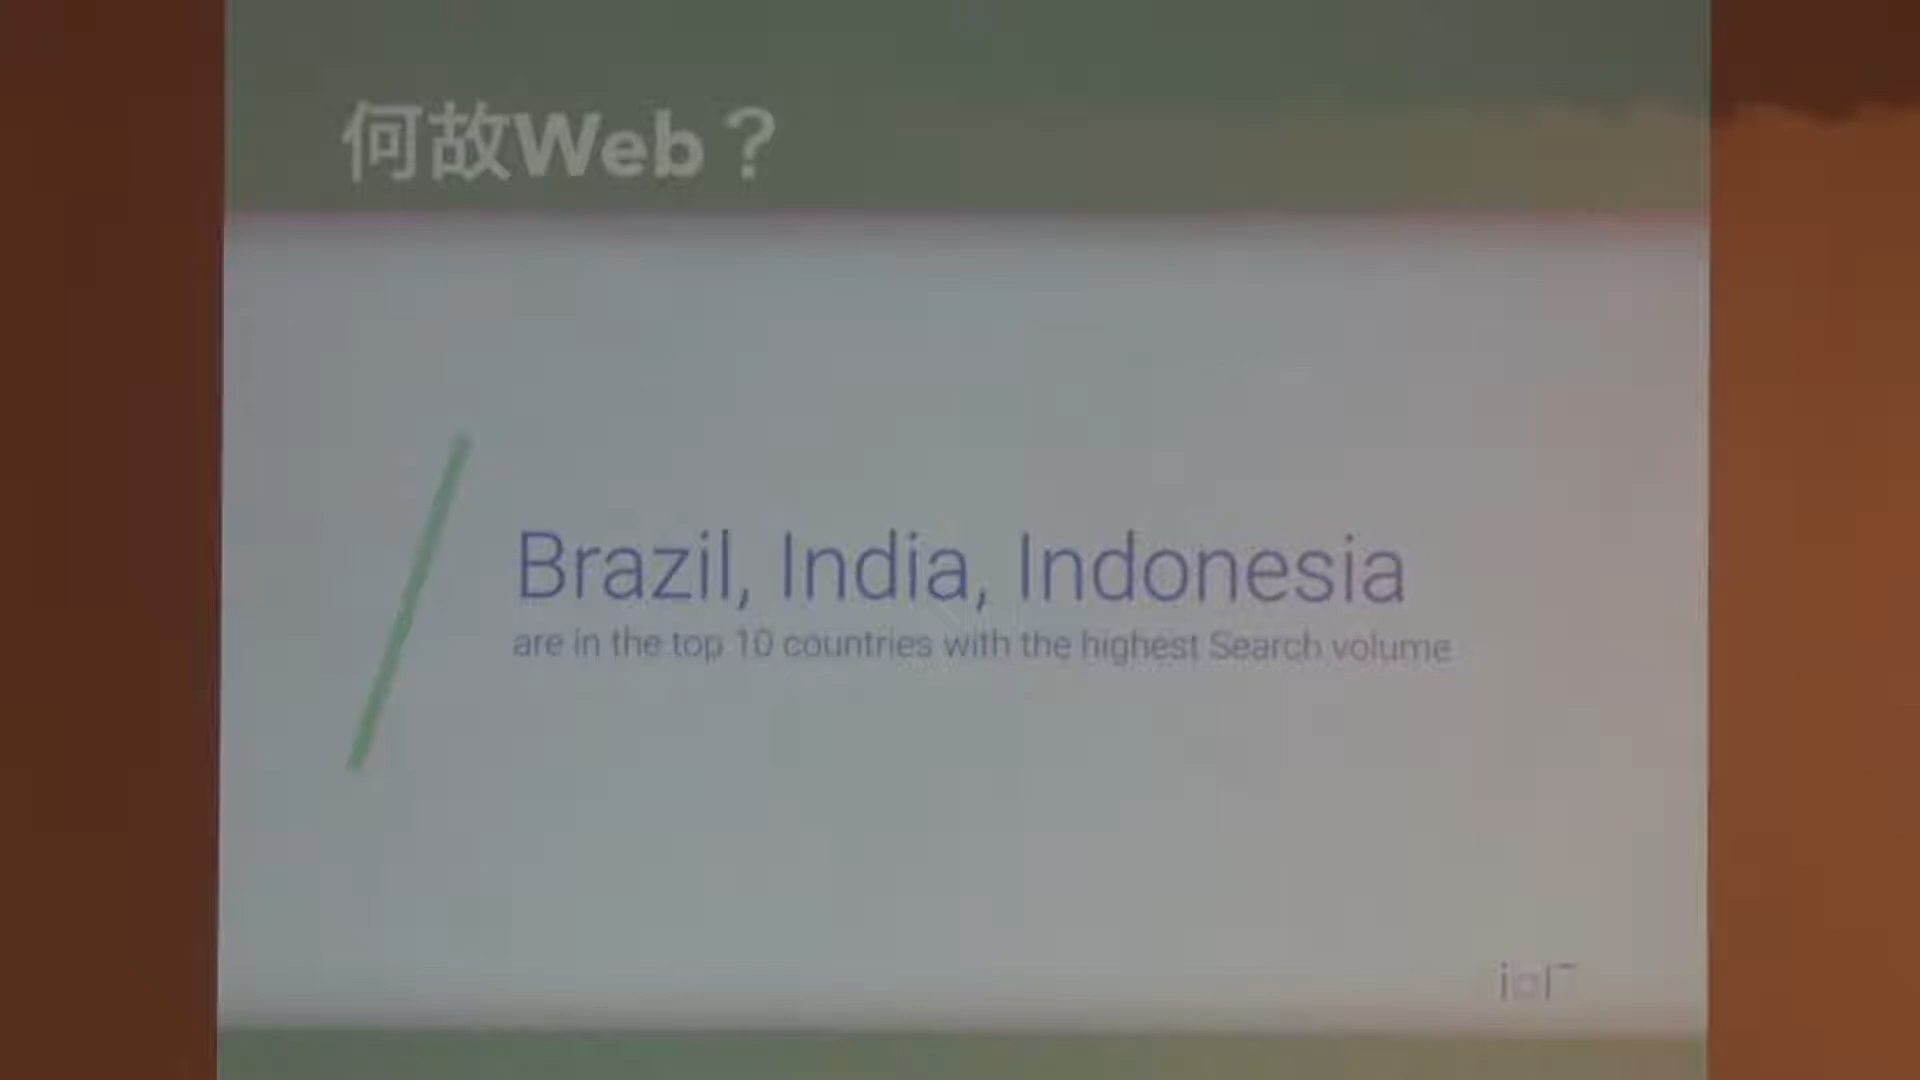 何故Web？
Brazil, India, Indonesia
are in the top 10 countries with the highest Search volume